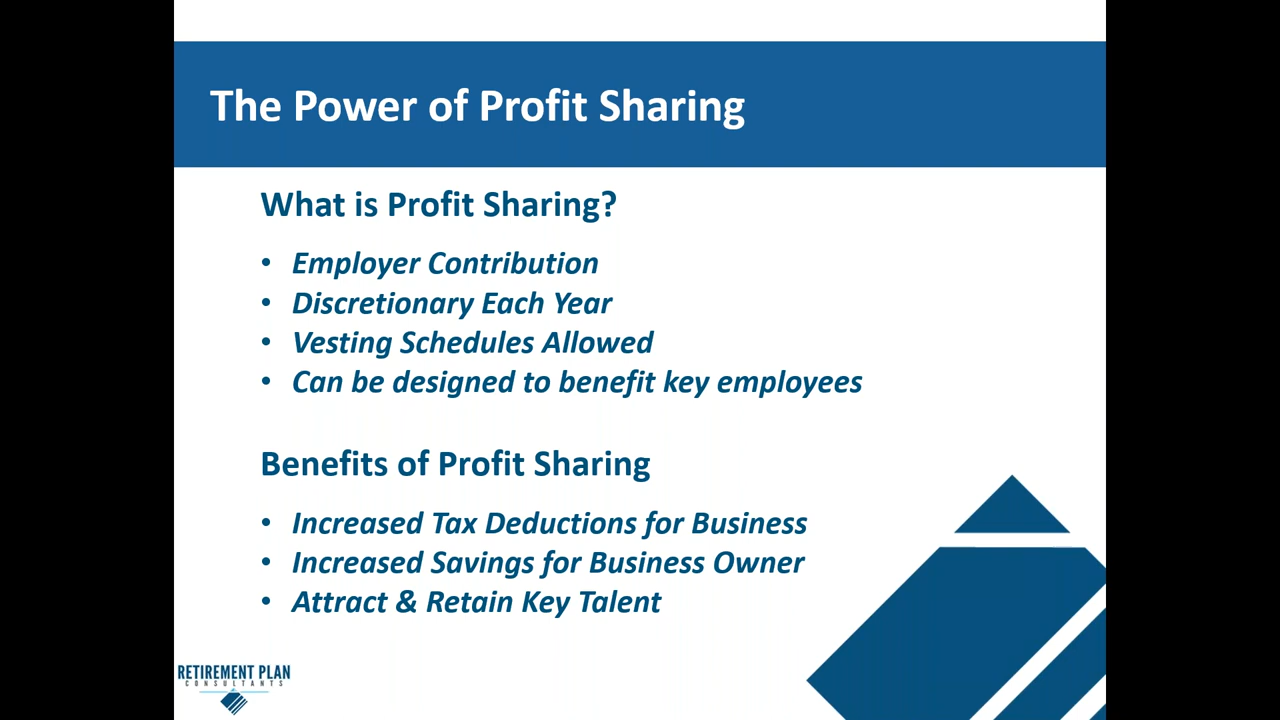 The Power of Profit Sharing
What is Profit Sharing?
• Employer Contribution
• Discretionary Each Year
• Vesting Schedules Allowed
• Can be designed to benefit key employees
Benefits of Profit Sharing
• Increased Tax Deductions for Business
• Increased Savings for Business Owner
• Attract & Retain Key Talent
RETIREMENT PLAN
CONSULTANTS